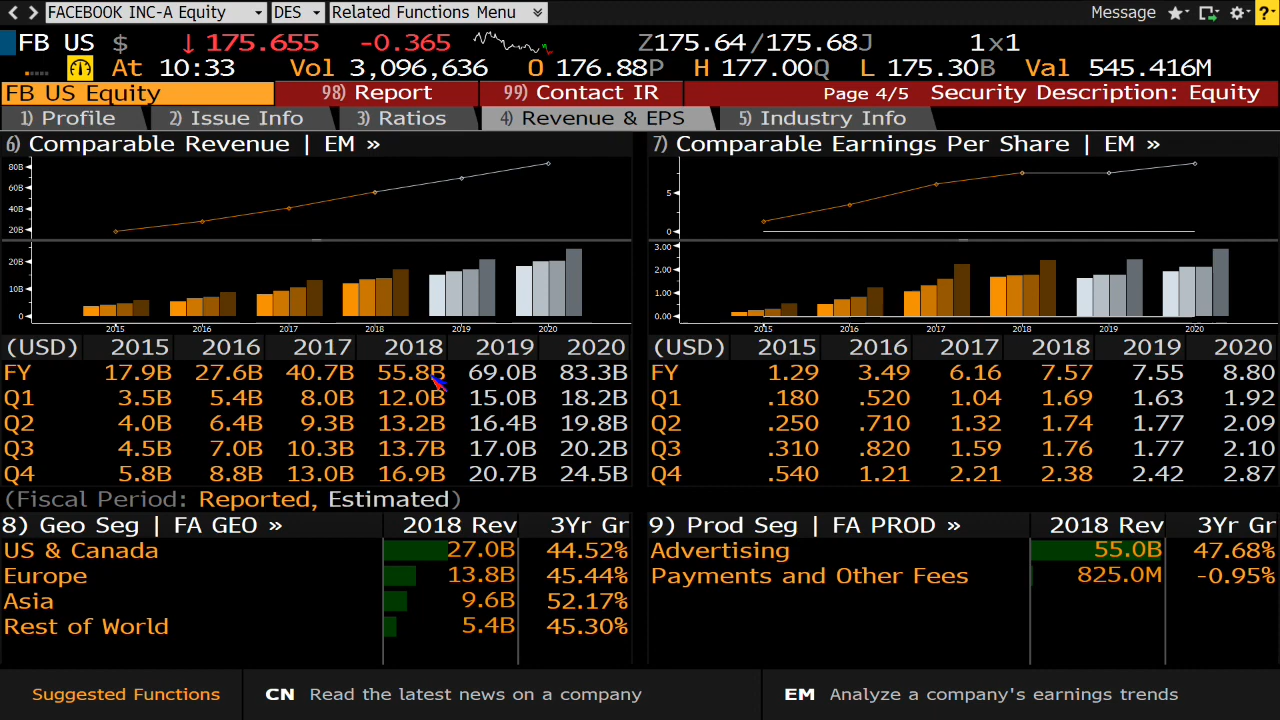 FACEBOOK INC-A Equity DES Related Functions Menu Message ?
FB US $ ↓ 175.655 -0.365 Z175.64/175.68J 1x1
At 10:33 Vol 3,096,636 O 176.88P H 177.00Q L 175.30B Val 545.416M
FB US Equity 98) Report 99) Contact IR Page 4/5 Security Description: Equity
1) Profile 2) Issue Info 3) Ratios 4) Revenue & EPS 5) Industry Info
6) Comparable Revenue | EM »
80B
60B
40B
20B
20B
10B
0
2015 2016 2017 2018 2019 2020
(USD) 2015 2016 2017 2018 2019 2020
FY 17.9B 27.6B 40.7B 55.8B 69.0B 83.3B
Q1 3.5B 5.4B 8.0B 12.0B 15.0B 18.2B
Q2 4.0B 6.4B 9.3B 13.2B 16.4B 19.8B
Q3 4.5B 7.0B 10.3B 13.7B 17.0B 20.2B
Q4 5.8B 8.8B 13.0B 16.9B 20.7B 24.5B
7) Comparable Earnings Per Share | EM »
5
0
3.00
2.00
1.00
0.00
2015 2016 2017 2018 2019 2020
(USD) 2015 2016 2017 2018 2019 2020
FY 1.29 3.49 6.16 7.57 7.55 8.80
Q1 .180 .520 1.04 1.69 1.63 1.92
Q2 .250 .710 1.32 1.74 1.77 2.09
Q3 .310 .820 1.59 1.76 1.77 2.10
Q4 .540 1.21 2.21 2.38 2.42 2.87
(Fiscal Period: Reported, Estimated)
8) Geo Seg | FA GEO » 2018 Rev 3Yr Gr
US & Canada 27.0B 44.52%
Europe 13.8B 45.44%
Asia 9.6B 52.17%
Rest of World 5.4B 45.30%
9) Prod Seg | FA PROD » 2018 Rev 3Yr Gr
Advertising 55.0B 47.68%
Payments and Other Fees 825.0M -0.95%
Suggested Functions CN Read the latest news on a company EM Analyze a company's earnings trends